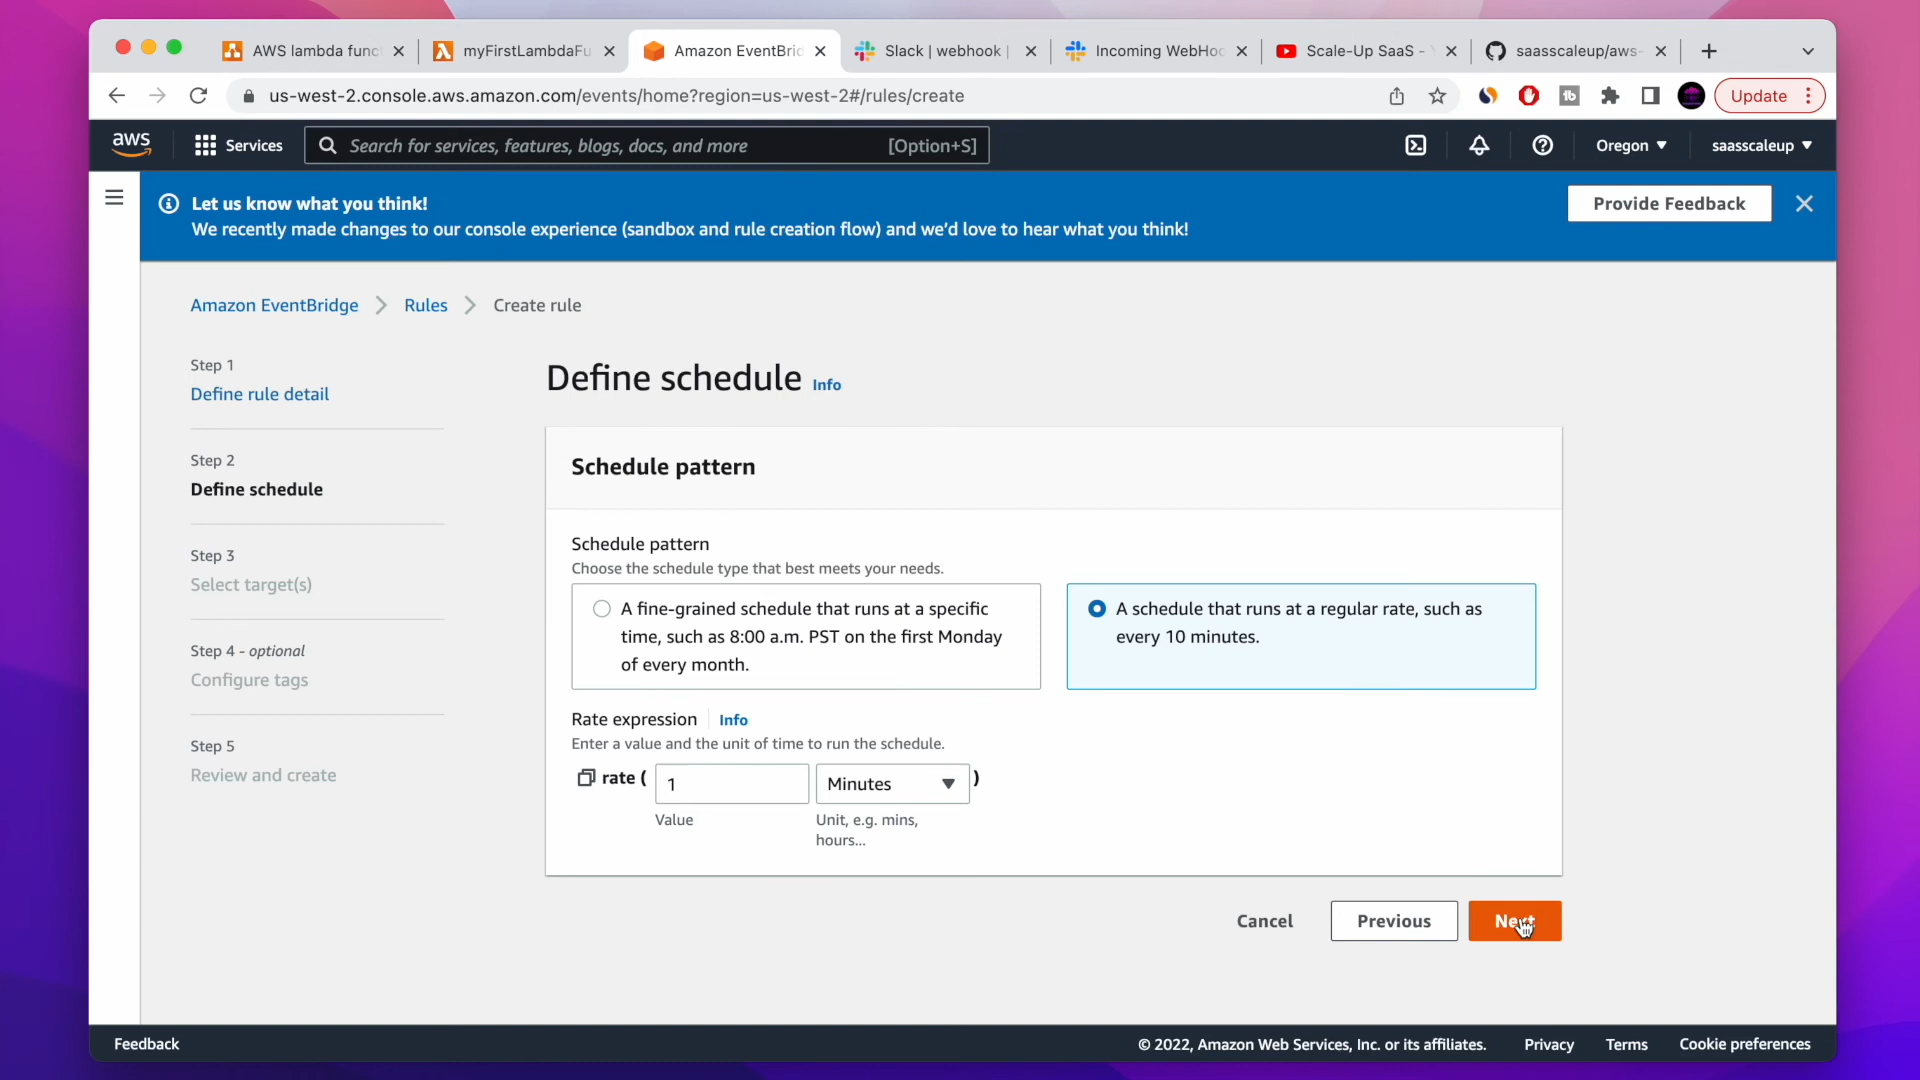 AWS lambda func
myFirstLambdaFu
Amazon EventBrid
Slack | webhook |
Incoming WebHoo
Scale-Up SaaS - Y
saasscaleup/aws-
us-west-2.console.aws.amazon.com/events/home?region=us-west-2#/rules/create
Update
aws
Services
Search for services, features, blogs, docs, and more
[Option+S]
Oregon
saasscaleup
Let us know what you think!
We recently made changes to our console experience (sandbox and rule creation flow) and we'd love to hear what you think!
Provide Feedback
Amazon EventBridge
Rules
Create rule
Step 1
Define rule detail
Step 2
Define schedule
Step 3
Select target(s)
Step 4 - optional
Configure tags
Step 5
Review and create
Define schedule Info
Schedule pattern
Schedule pattern
Choose the schedule type that best meets your needs.
A fine-grained schedule that runs at a specific
time, such as 8:00 a.m. PST on the first Monday
of every month.
A schedule that runs at a regular rate, such as
every 10 minutes.
Rate expression Info
Enter a value and the unit of time to run the schedule.
rate ( 1 Minutes )
Value
Unit, e.g. mins,
hours...
Cancel
Previous
Next
Feedback
© 2022, Amazon Web Services, Inc. or its affiliates.
Privacy
Terms
Cookie preferences